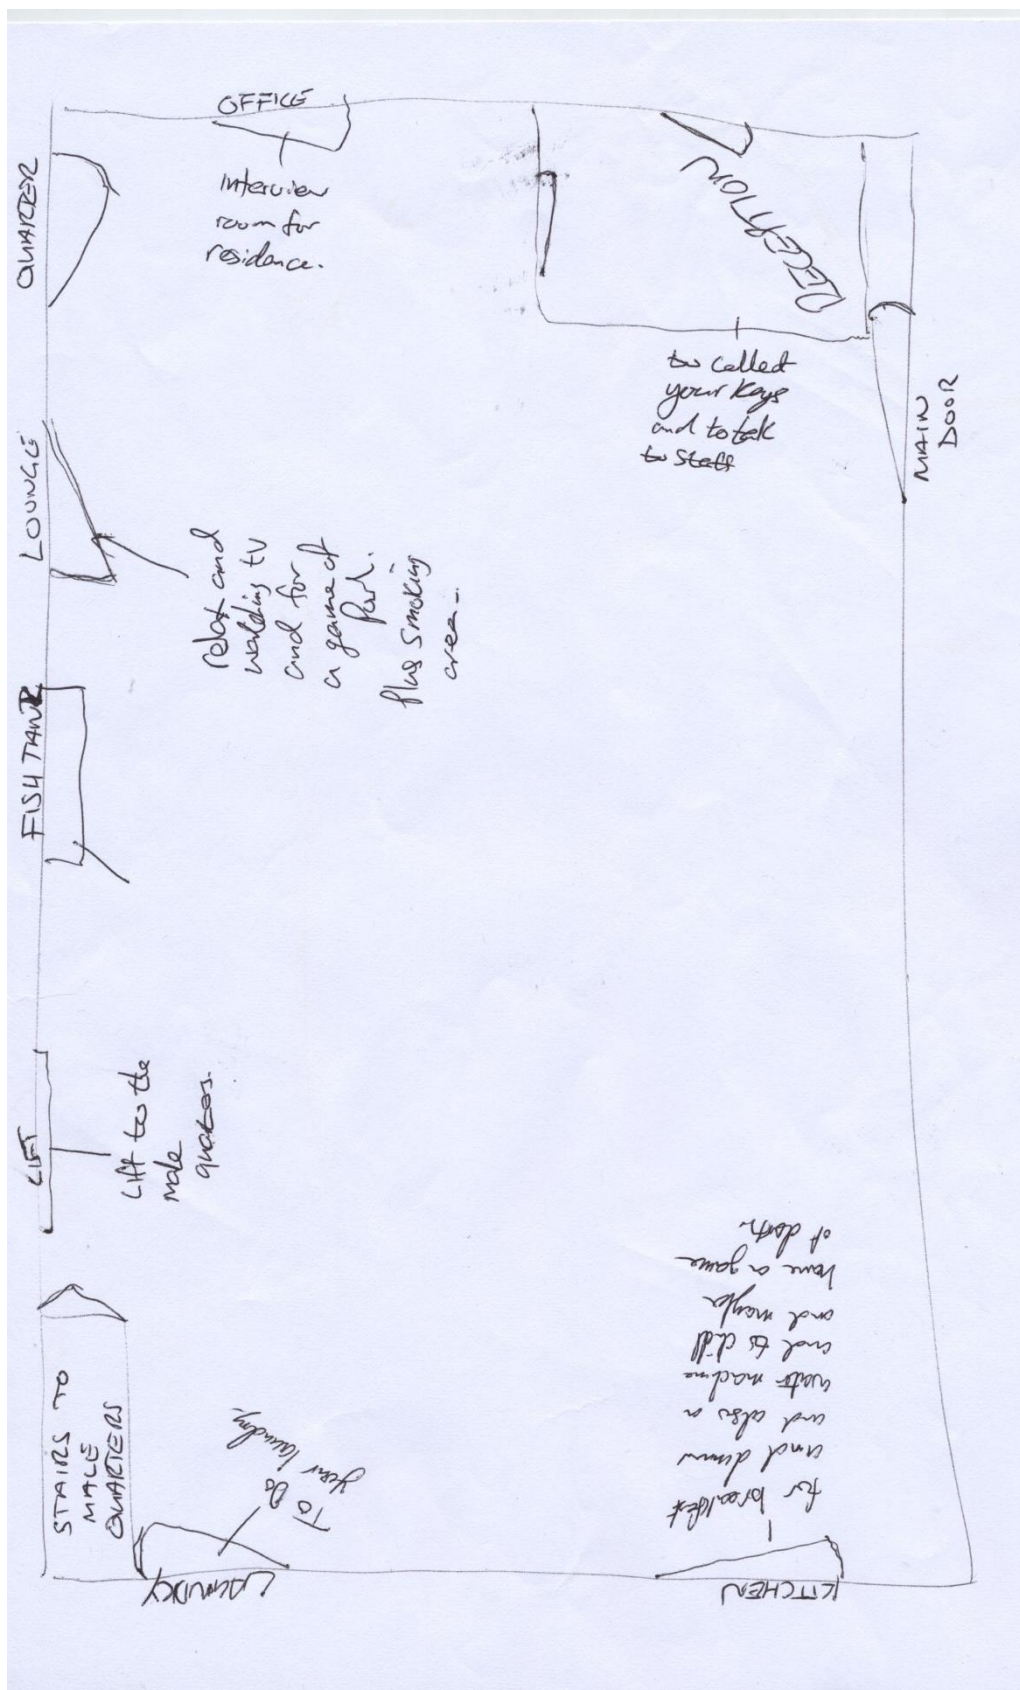 OFFICE
Interview
room for
residence.
QUARTER
RECEPTION
to called
your keys
and to talk
to staff
MAIN
DOOR
LOUNGE
relax and
watching tv
and for
a game of
Pool.
Plus smoking
area.
FISH TANK
LIFT
Lift to the
male
quaters.
STAIRS TO
MALE
QUARTERS
LAUNDRY
To Do
your laundry.
KITCHEN
for breakfast
and dinner
and also a
water machine
and to chill
and maybe
have a game
of darts.